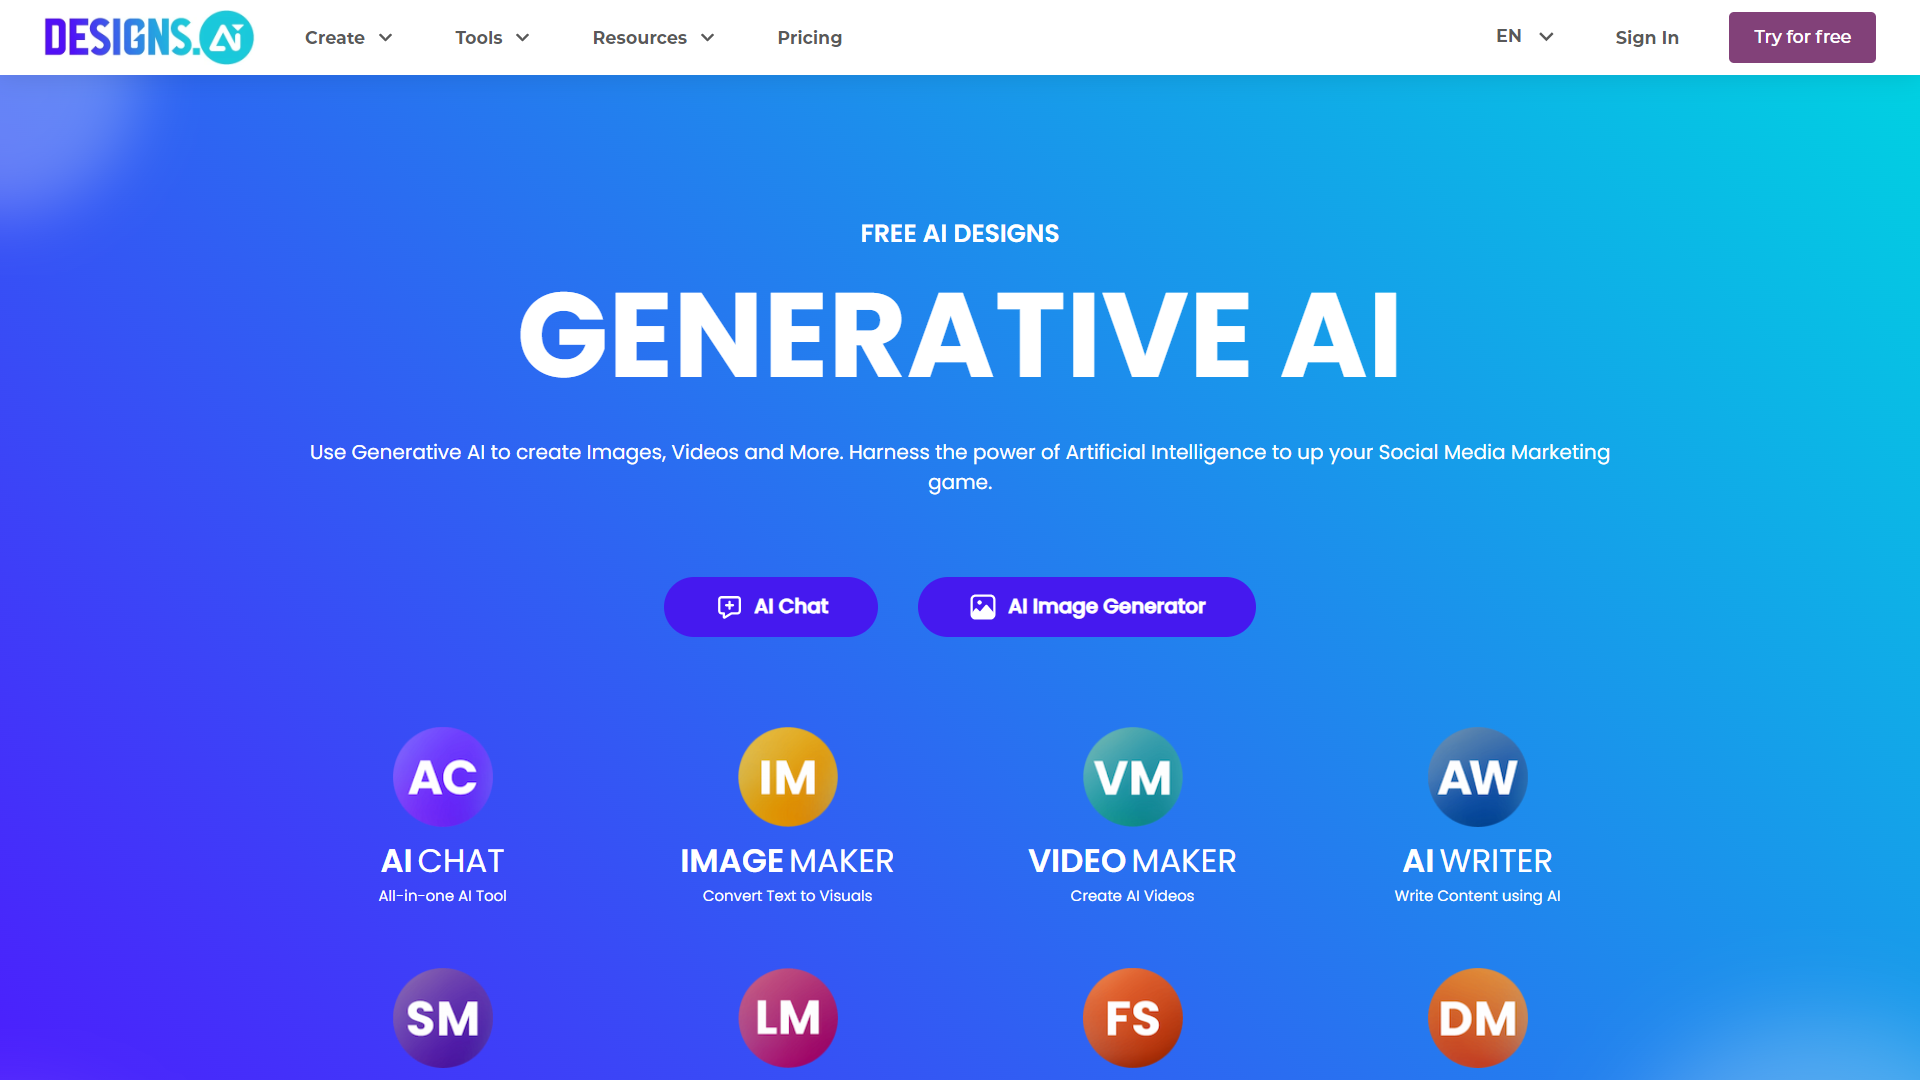 DESIGNS.Ai
Create
Tools
Resources
Pricing
EN
Sign In
Try for free
FREE AI DESIGNS
GENERATIVE AI
Use Generative AI to create Images, Videos and More. Harness the power of Artificial Intelligence to up your Social Media Marketing
game.
AI Chat
AI Image Generator
AC
IM
VM
AW
AI CHAT
IMAGE MAKER
VIDEO MAKER
AI WRITER
All-in-one AI Tool
Convert Text to Visuals
Create AI Videos
Write Content using AI
SM
LM
FS
DM